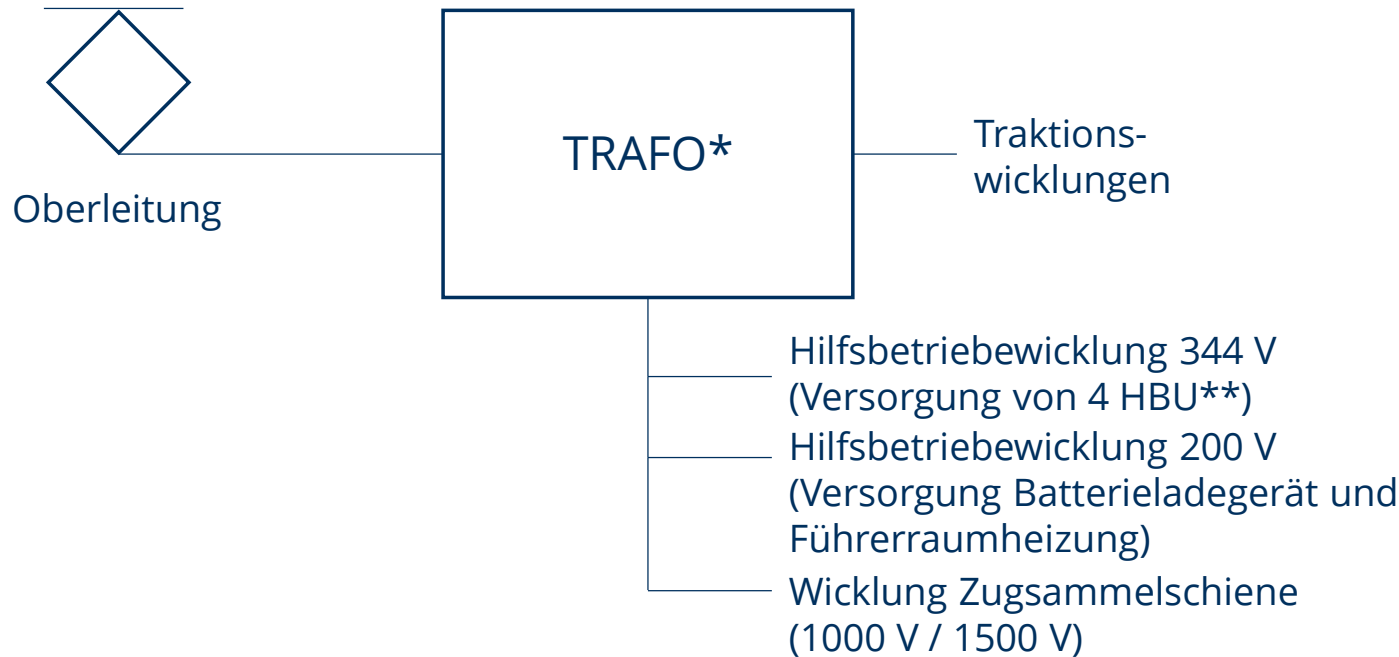 Oberleitung
TRAFO*
Traktions-
wicklungen
Hilfsbetriebewicklung 344 V
(Versorgung von 4 HBU**)
Hilfsbetriebewicklung 200 V
(Versorgung Batterieladegerät und
Führerraumheizung)
Wicklung Zugsammelschiene
(1000 V / 1500 V)